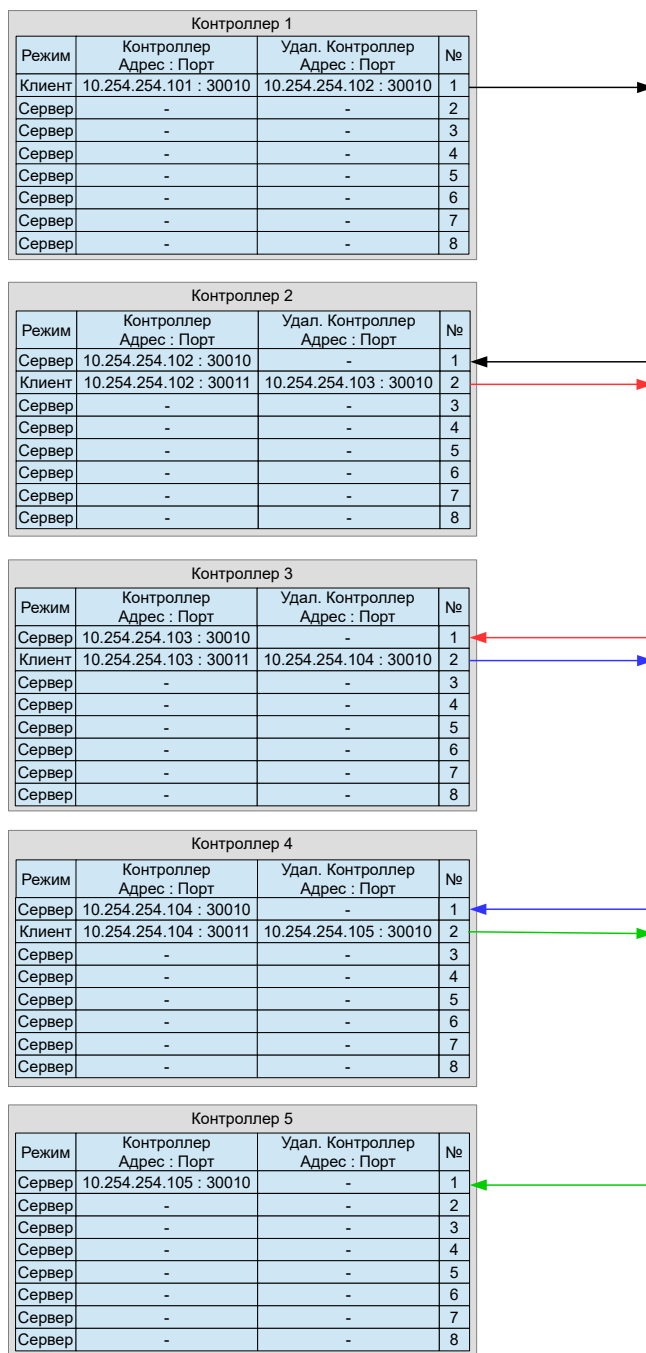 Контроллер 1
Режим Контроллер Адрес : Порт Удал. Контроллер Адрес : Порт №
Клиент 10.254.254.101 : 30010 10.254.254.102 : 30010 1
Сервер - - 2
Сервер - - 3
Сервер - - 4
Сервер - - 5
Сервер - - 6
Сервер - - 7
Сервер - - 8
Контроллер 2
Режим Контроллер Адрес : Порт Удал. Контроллер Адрес : Порт №
Сервер 10.254.254.102 : 30010 - 1
Клиент 10.254.254.102 : 30011 10.254.254.103 : 30010 2
Сервер - - 3
Сервер - - 4
Сервер - - 5
Сервер - - 6
Сервер - - 7
Сервер - - 8
Контроллер 3
Режим Контроллер Адрес : Порт Удал. Контроллер Адрес : Порт №
Сервер 10.254.254.103 : 30010 - 1
Клиент 10.254.254.103 : 30011 10.254.254.104 : 30010 2
Сервер - - 3
Сервер - - 4
Сервер - - 5
Сервер - - 6
Сервер - - 7
Сервер - - 8
Контроллер 4
Режим Контроллер Адрес : Порт Удал. Контроллер Адрес : Порт №
Сервер 10.254.254.104 : 30010 - 1
Клиент 10.254.254.104 : 30011 10.254.254.105 : 30010 2
Сервер - - 3
Сервер - - 4
Сервер - - 5
Сервер - - 6
Сервер - - 7
Сервер - - 8
Контроллер 5
Режим Контроллер Адрес : Порт Удал. Контроллер Адрес : Порт №
Сервер 10.254.254.105 : 30010 - 1
Сервер - - 2
Сервер - - 3
Сервер - - 4
Сервер - - 5
Сервер - - 6
Сервер - - 7
Сервер - - 8